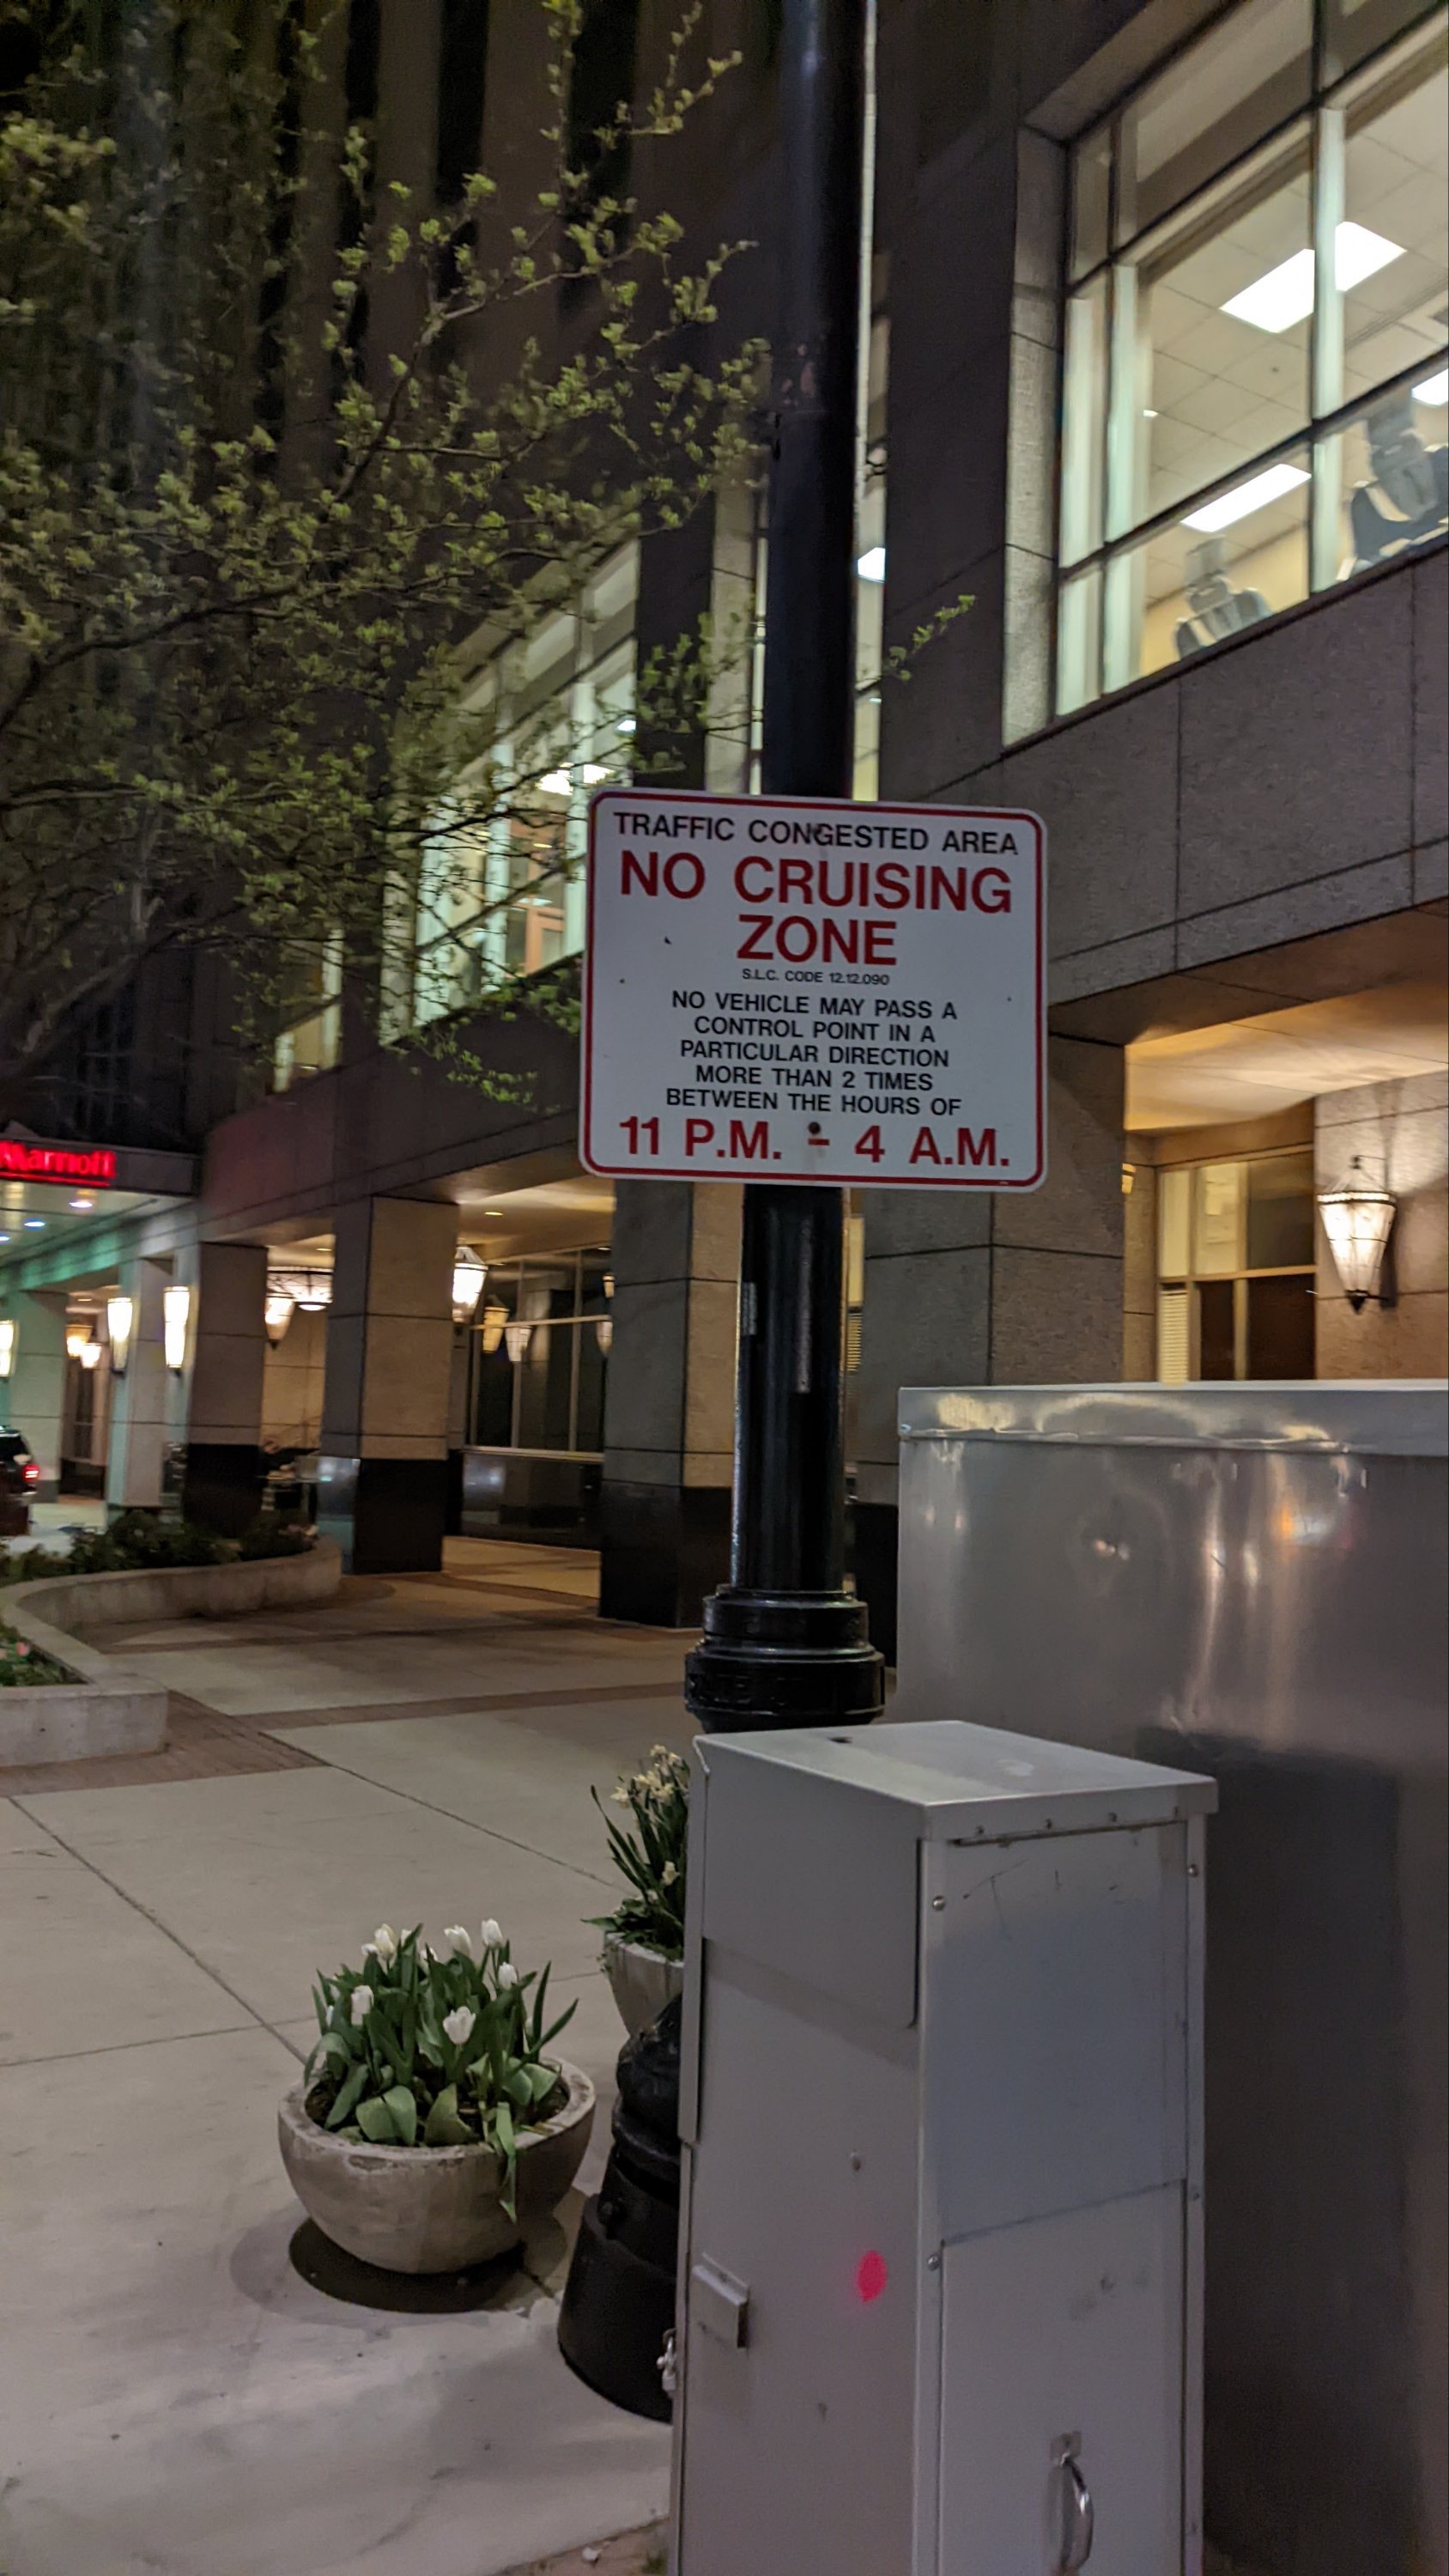 TRAFFIC CONGESTED AREA
NO CRUISING
ZONE
S.L.C. CODE 12.12.090
NO VEHICLE MAY PASS A
CONTROL POINT IN A
PARTICULAR DIRECTION
MORE THAN 2 TIMES
BETWEEN THE HOURS OF
11 P.M. - 4 A.M.
Marriott